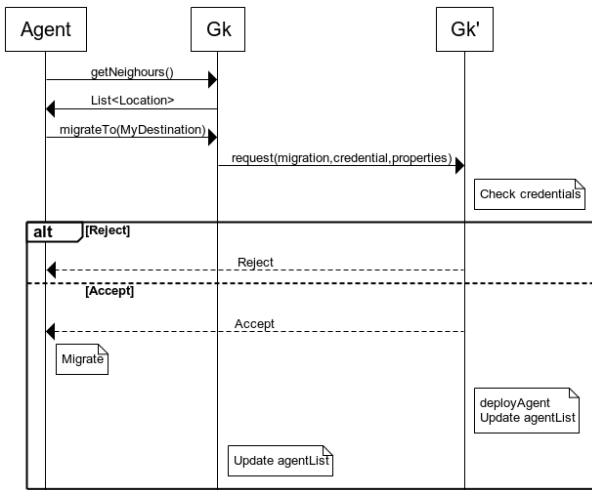 Agent
Gk
Gk'
getNeighours()
List<Location>
migrateTo(MyDestination)
request(migration,credential,properties)
Check credentials
alt
[Reject]
Reject
[Accept]
Accept
Migrate
deployAgent
Update agentList
Update agentList